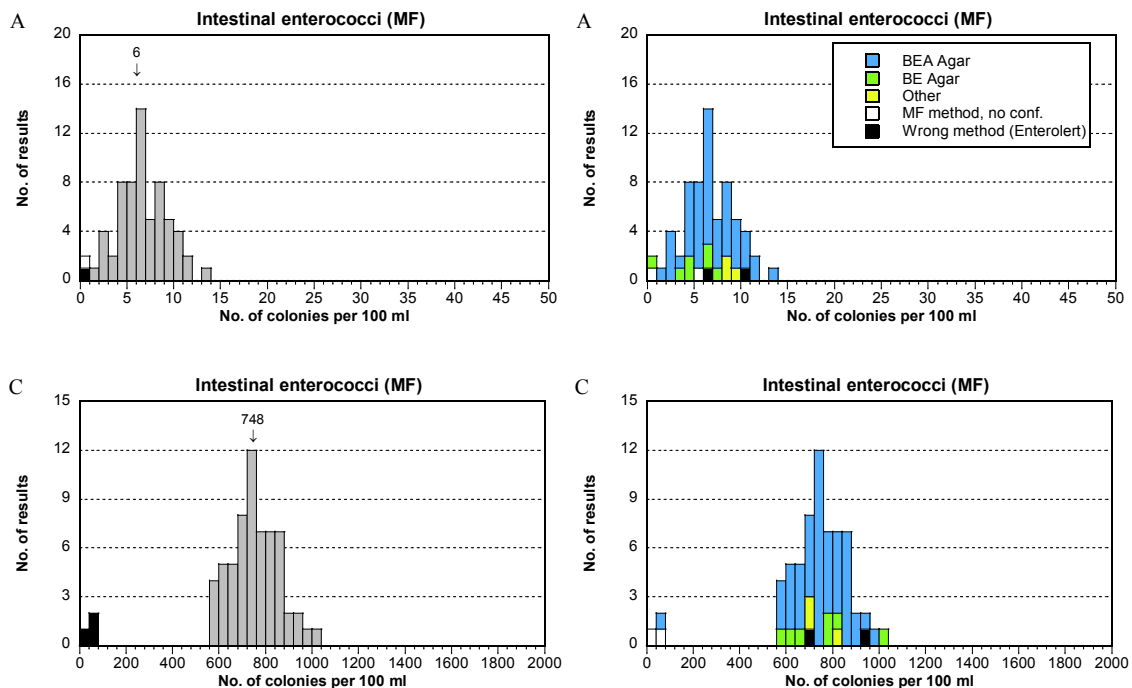 A
Intestinal enterococci (MF)
20
16
12
8
4
0
No. of results
6
↓
0 5 10 15 20 25 30 35 40 45 50
No. of colonies per 100 ml
A
Intestinal enterococci (MF)
20
16
12
8
4
0
No. of results
BEA Agar
BE Agar
Other
MF method, no conf.
Wrong method (Enterolert)
0 5 10 15 20 25 30 35 40 45 50
No. of colonies per 100 ml
C
Intestinal enterococci (MF)
15
12
9
6
3
0
No. of results
748
↓
0 200 400 600 800 1000 1200 1400 1600 1800 2000
No. of colonies per 100 ml
C
Intestinal enterococci (MF)
15
12
9
6
3
0
No. of results
0 200 400 600 800 1000 1200 1400 1600 1800 2000
No. of colonies per 100 ml